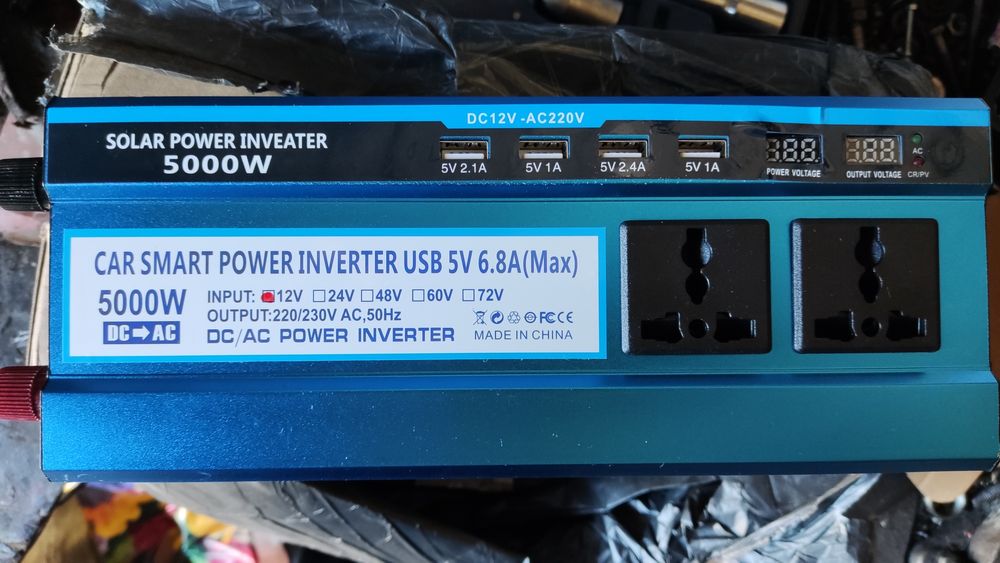 DC12V -AC220V
SOLAR POWER INVEATER
5000W
5V 2.1A
5V 1A
5V 2.4A
5V 1A
POWER VOLTAGE
OUTPUT VOLTAGE
AC
CR/PV
CAR SMART POWER INVERTER USB 5V 6.8A(Max)
5000W
DC→AC
INPUT: 12V 24V 48V 60V 72V
OUTPUT:220/230V AC,50Hz
DC/AC POWER INVERTER
CE FC
MADE IN CHINA